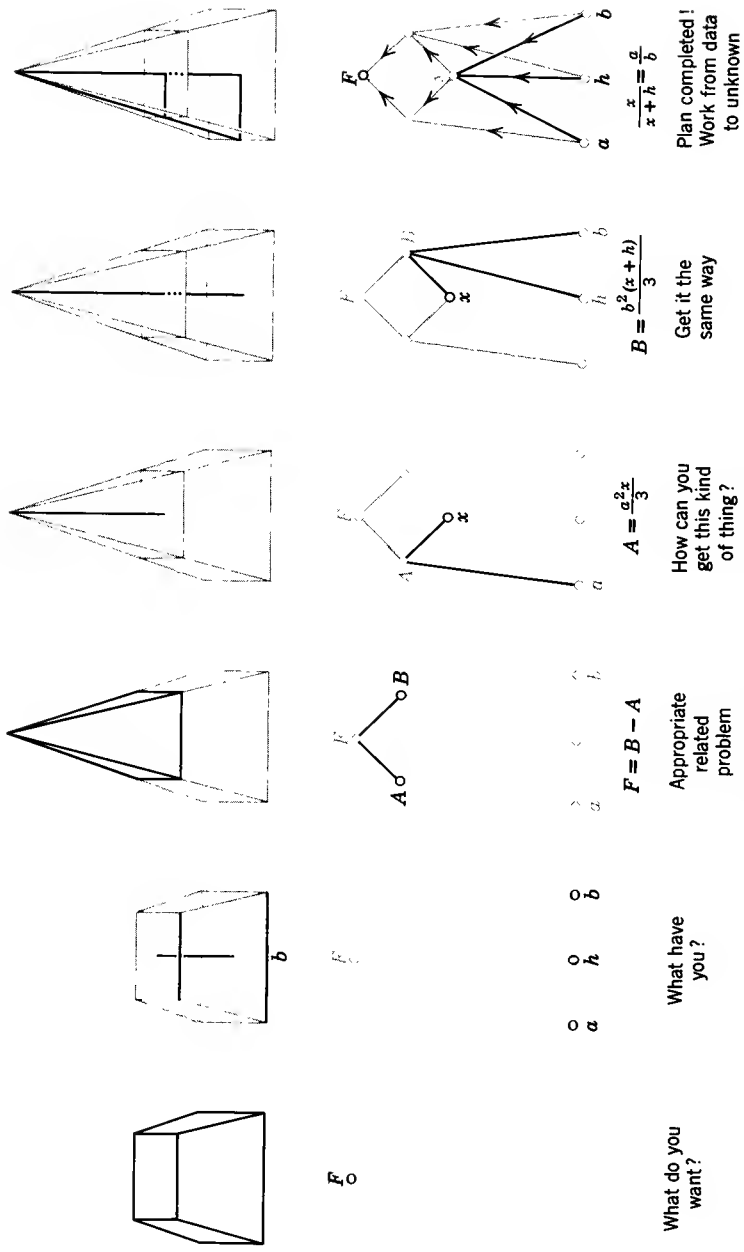 F
What do you
want?
b
F
a
h
b
What have
you?
F
A
B
a
b
F = B − A
Appropriate
related
problem
F
A
x
a
A = a²x/3
How can you
get this kind
of thing?
F
B
x
h
b
B = b²(x + h)/3
Get it the
same way
F
a
h
b
x/(x + h) = a/b
Plan completed!
Work from data
to unknown